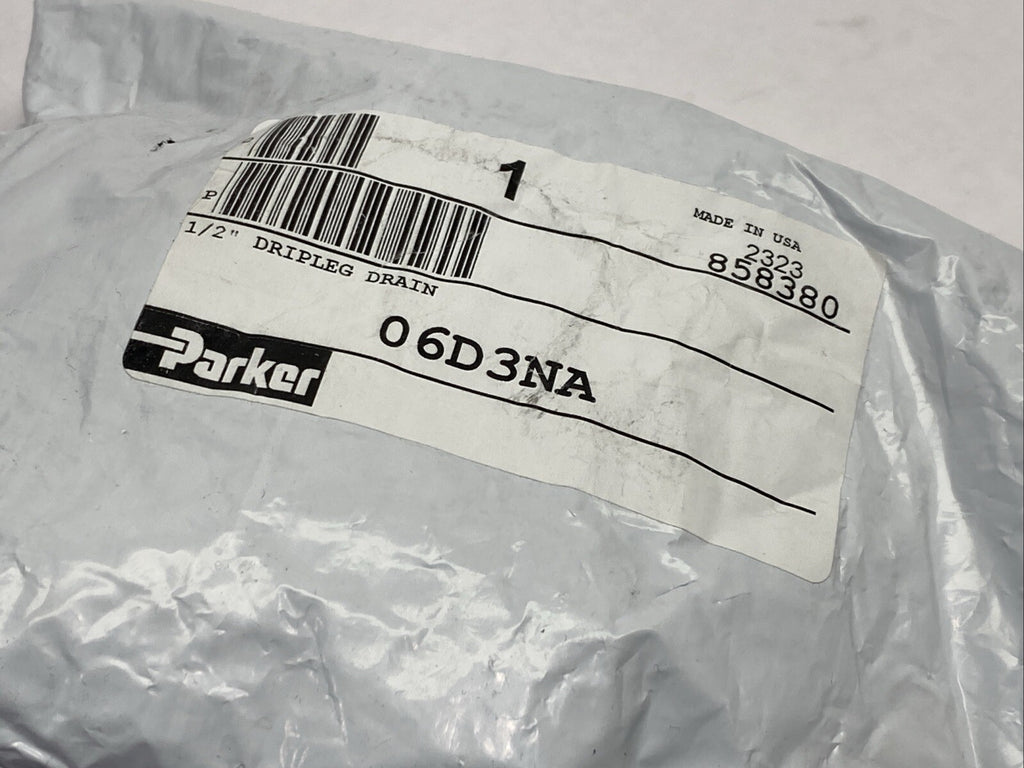 1
MADE IN USA
2323
858380
P
1/2" DRIPLEG DRAIN
06D3NA
Parker